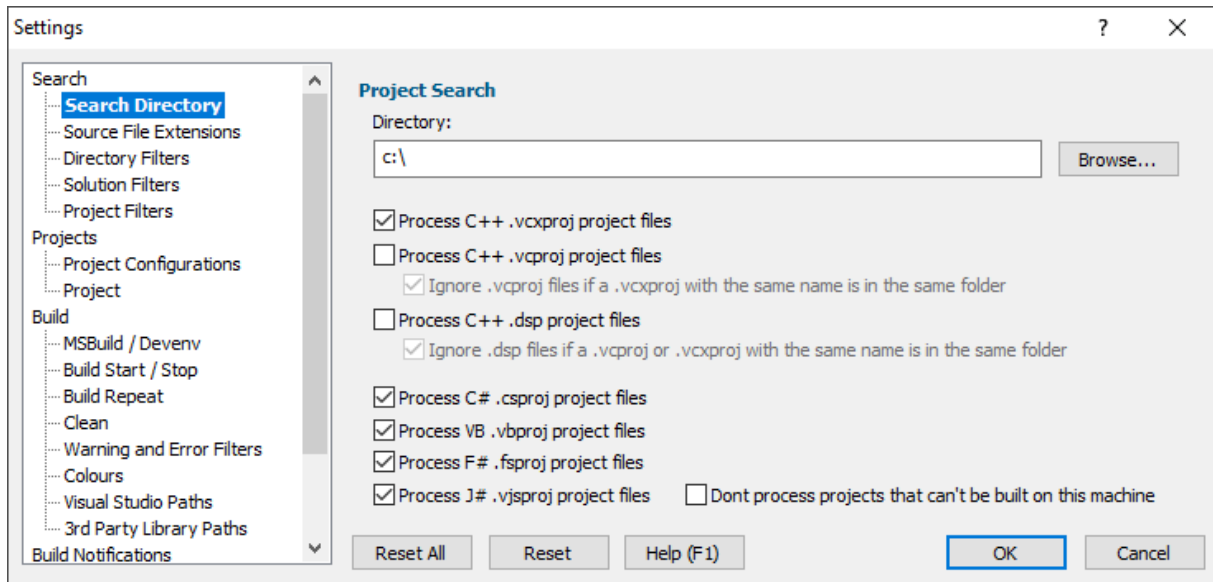 Settings
?
Search
Search Directory
Source File Extensions
Directory Filters
Solution Filters
Project Filters
Projects
Project Configurations
Project
Build
MSBuild / Devenv
Build Start / Stop
Build Repeat
Clean
Warning and Error Filters
Colours
Visual Studio Paths
3rd Party Library Paths
Build Notifications
Project Search
Directory:
c:\
Browse...
Process C++ .vcxproj project files
Process C++ .vcproj project files
Ignore .vcproj files if a .vcxproj with the same name is in the same folder
Process C++ .dsp project files
Ignore .dsp files if a .vcproj or .vcxproj with the same name is in the same folder
Process C# .csproj project files
Process VB .vbproj project files
Process F# .fsproj project files
Process J# .vjsproj project files
Dont process projects that can't be built on this machine
Reset All
Reset
Help (F1)
OK
Cancel